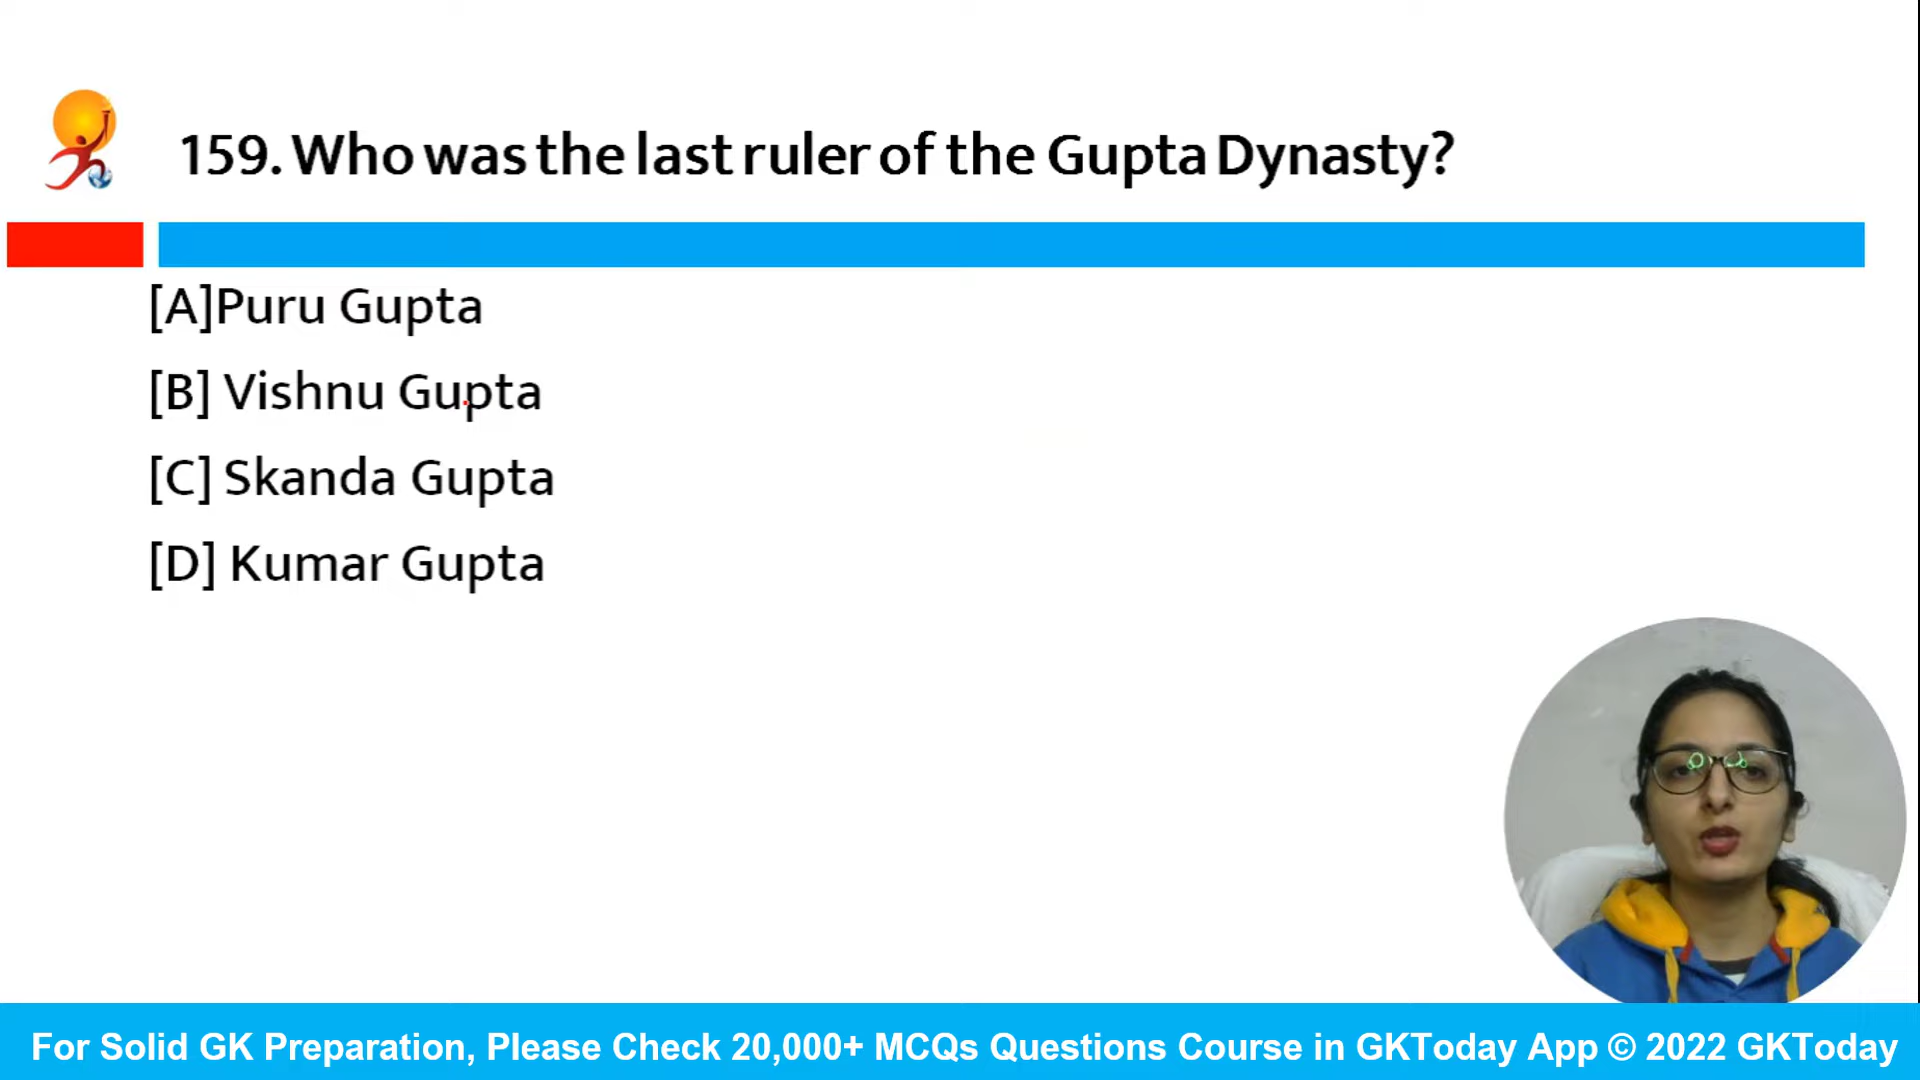 159. Who was the last ruler of the Gupta Dynasty?
[A]Puru Gupta
[B] Vishnu Gupta
[C] Skanda Gupta
[D] Kumar Gupta
For Solid GK Preparation, Please Check 20,000+ MCQs Questions Course in GKToday App © 2022 GKToday